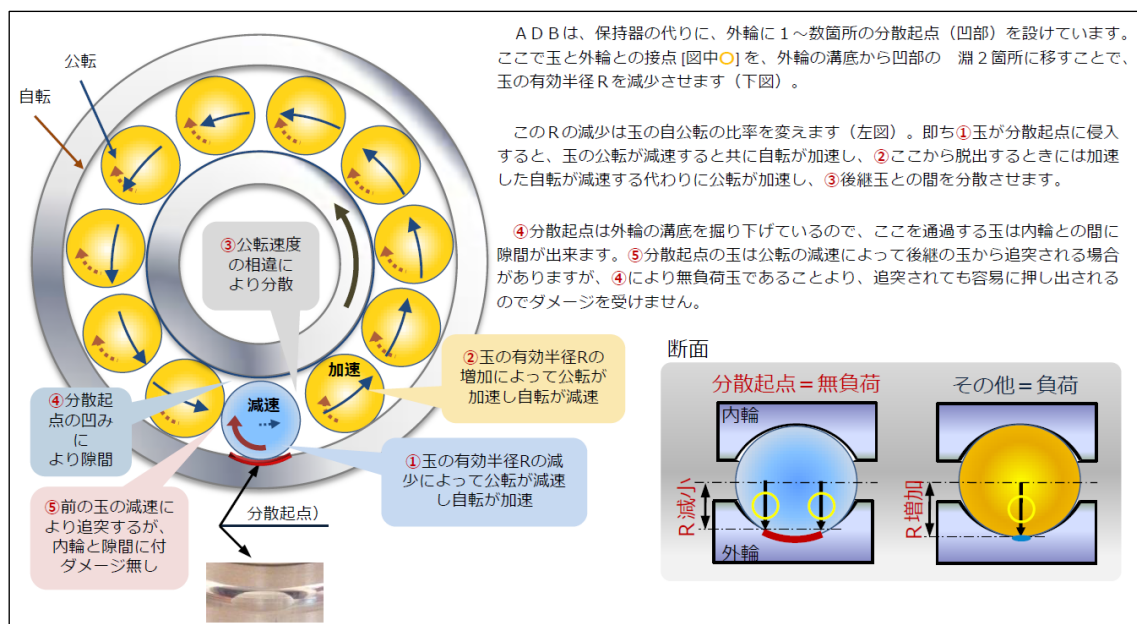 ADBは、保持器の代りに、外輪に1~数箇所の分散起点(凹部)を設けています。
ここで玉と外輪との接点 [図中○] を、外輪の溝底から凹部の 淵2箇所に移すことで、
玉の有効半径Rを減少させます(下図)。
このRの減少は玉の自公転の比率を変えます(左図)。即ち①玉が分散起点に侵入
すると、玉の公転が減速すると共に自転が加速し、②ここから脱出するときには加速
した自転が減速する代わりに公転が加速し、③後継玉との間を分散させます。
④分散起点は外輪の溝底を掘り下げているので、ここを通過する玉は内輪との間に
隙間が出来ます。⑤分散起点の玉は公転の減速によって後継の玉から追突される場合
がありますが、④により無負荷玉であることより、追突されても容易に押し出される
のでダメージを受けません。
公転
自転
③公転速度
の相違に
より分散
加速
減速
②玉の有効半径Rの
増加によって公転が
加速し自転が減速
④分散起
点の凹み
に
より隙間
①玉の有効半径Rの減
少によって公転が減速
し自転が加速
⑤前の玉の減速に
より追突するが、
内輪と隙間に付
ダメージ無し
分散起点)
断面
分散起点=無負荷
その他=負荷
内輪
R減小
R増加
外輪